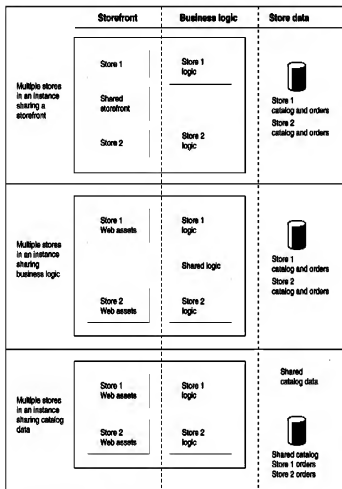 Storefront Business logic Store data
Multiple stores
in an instance
sharing a
storefront
Store 1
Shared
storefront
Store 2
Store 1
logic
Store 2
logic
Store 1
catalog and orders
Store 2
catalog and orders
Multiple stores
in an instance
sharing
business logic
Store 1
Web assets
Store 2
Web assets
Store 1
logic
Shared logic
Store 2
logic
Store 1
catalog and orders
Store 2
catalog and orders
Multiple stores
in an instance
sharing catalog
data
Store 1
Web assets
Store 2
Web assets
Store 1
logic
Store 2
logic
Shared
catalog data
Shared catalog
Store 1 orders
Store 2 orders